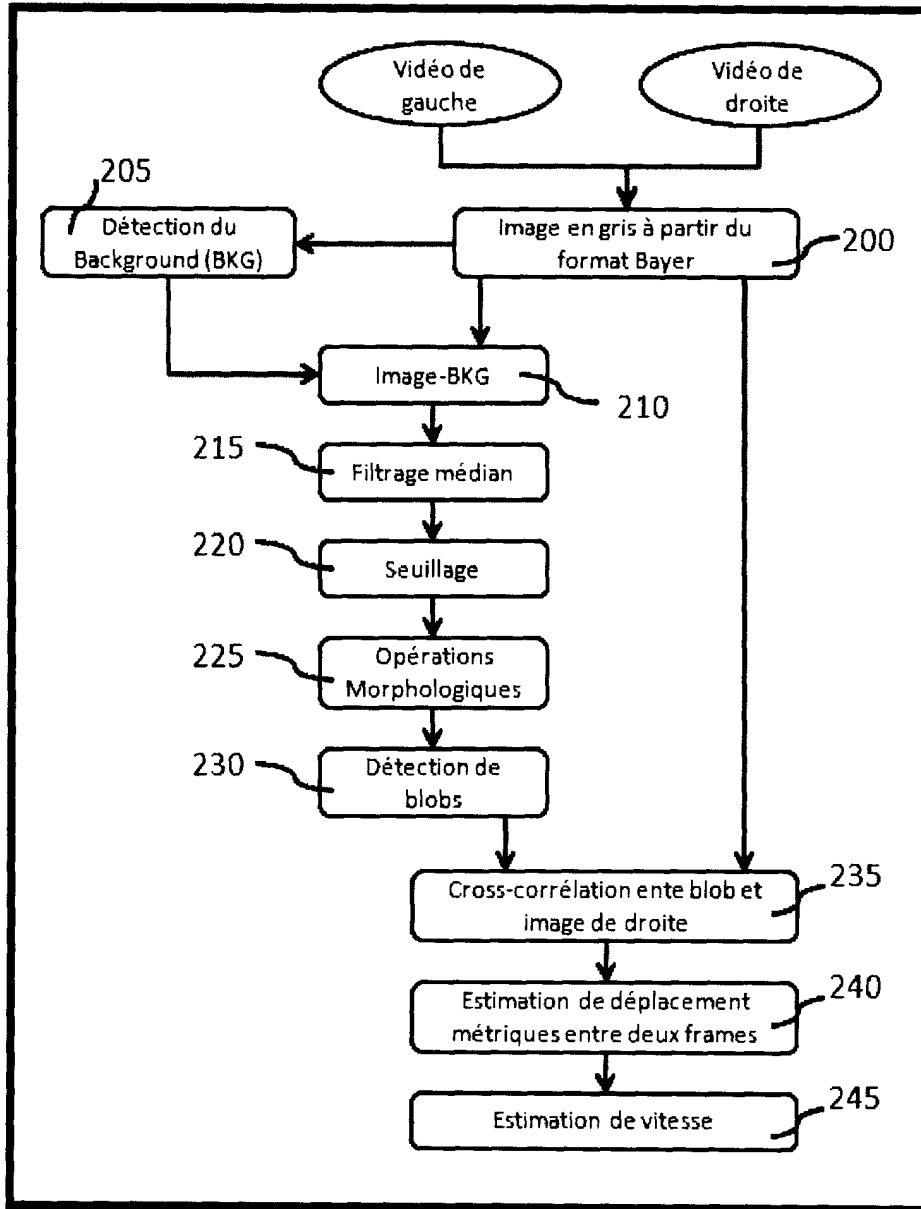 Vidéo de
gauche
Vidéo de
droite
205
Détection du
Background (BKG)
Image en gris à partir du
format Bayer
200
Image-BKG
210
215
Filtrage médian
220
Seuillage
225
Opérations
Morphologiques
230
Détection de
blobs
Cross-corrélation ente blob et
image de droite
235
Estimation de déplacement
métriques entre deux frames
240
Estimation de vitesse
245